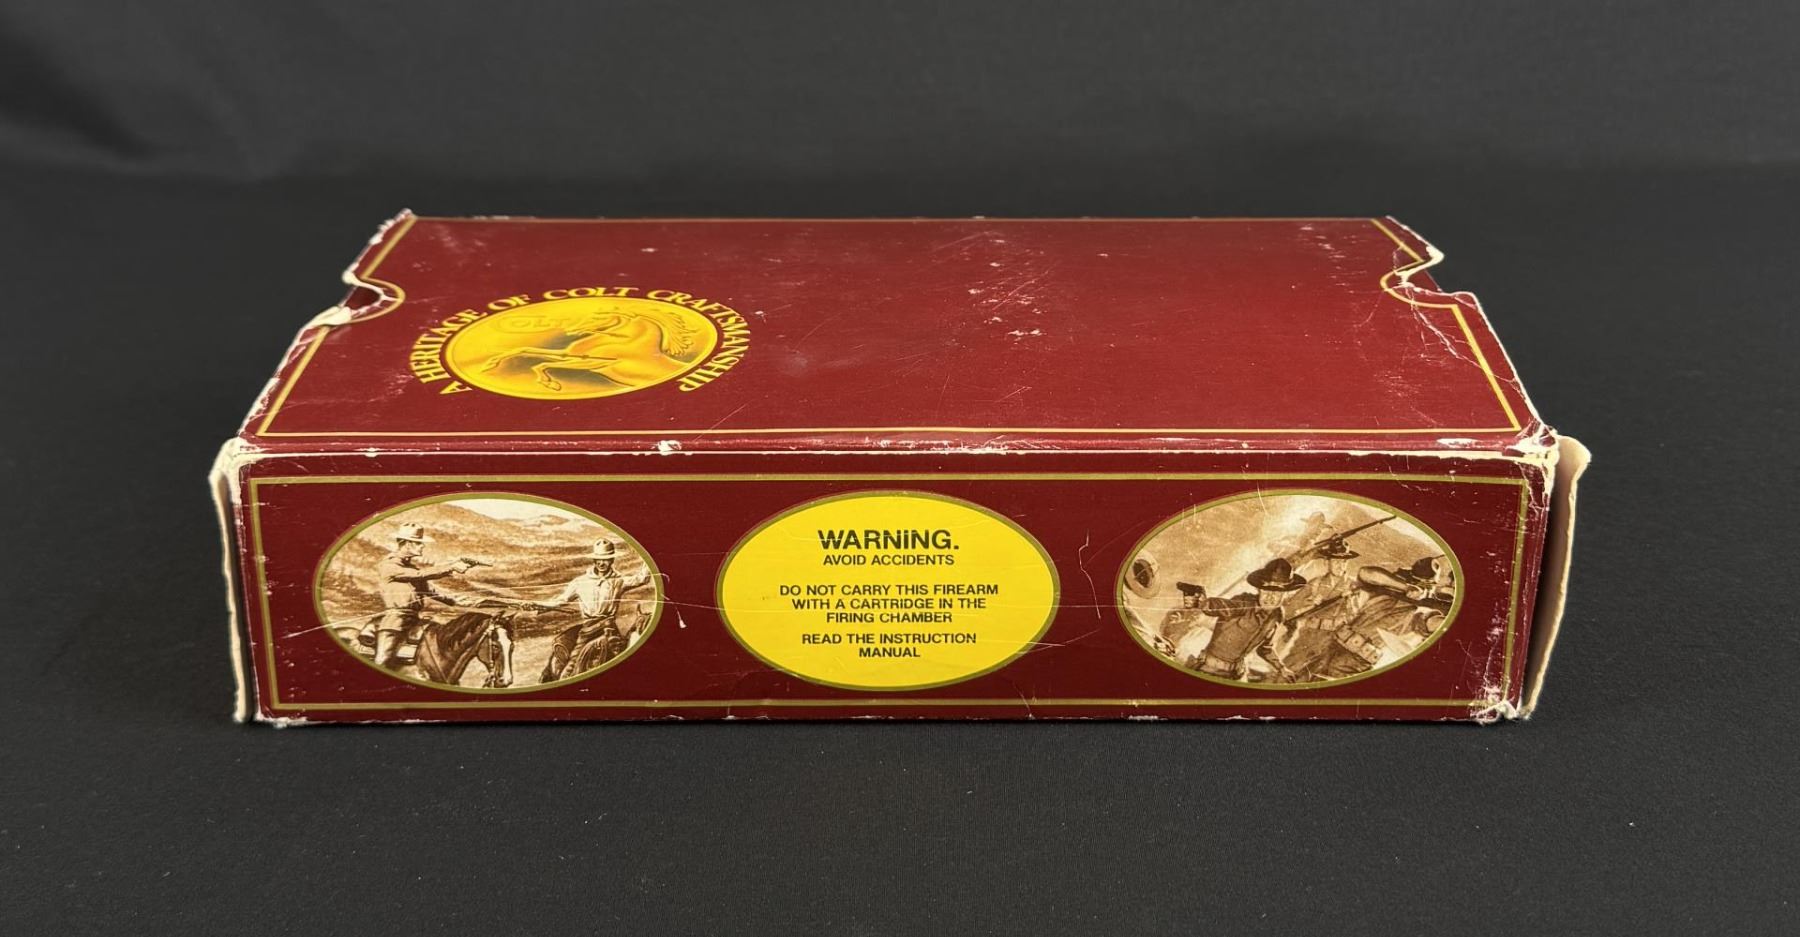 A HERITAGE OF COLT CRAFTSMANSHIP
COLT
WARNING.
AVOID ACCIDENTS
DO NOT CARRY THIS FIREARM
WITH A CARTRIDGE IN THE
FIRING CHAMBER
READ THE INSTRUCTION
MANUAL